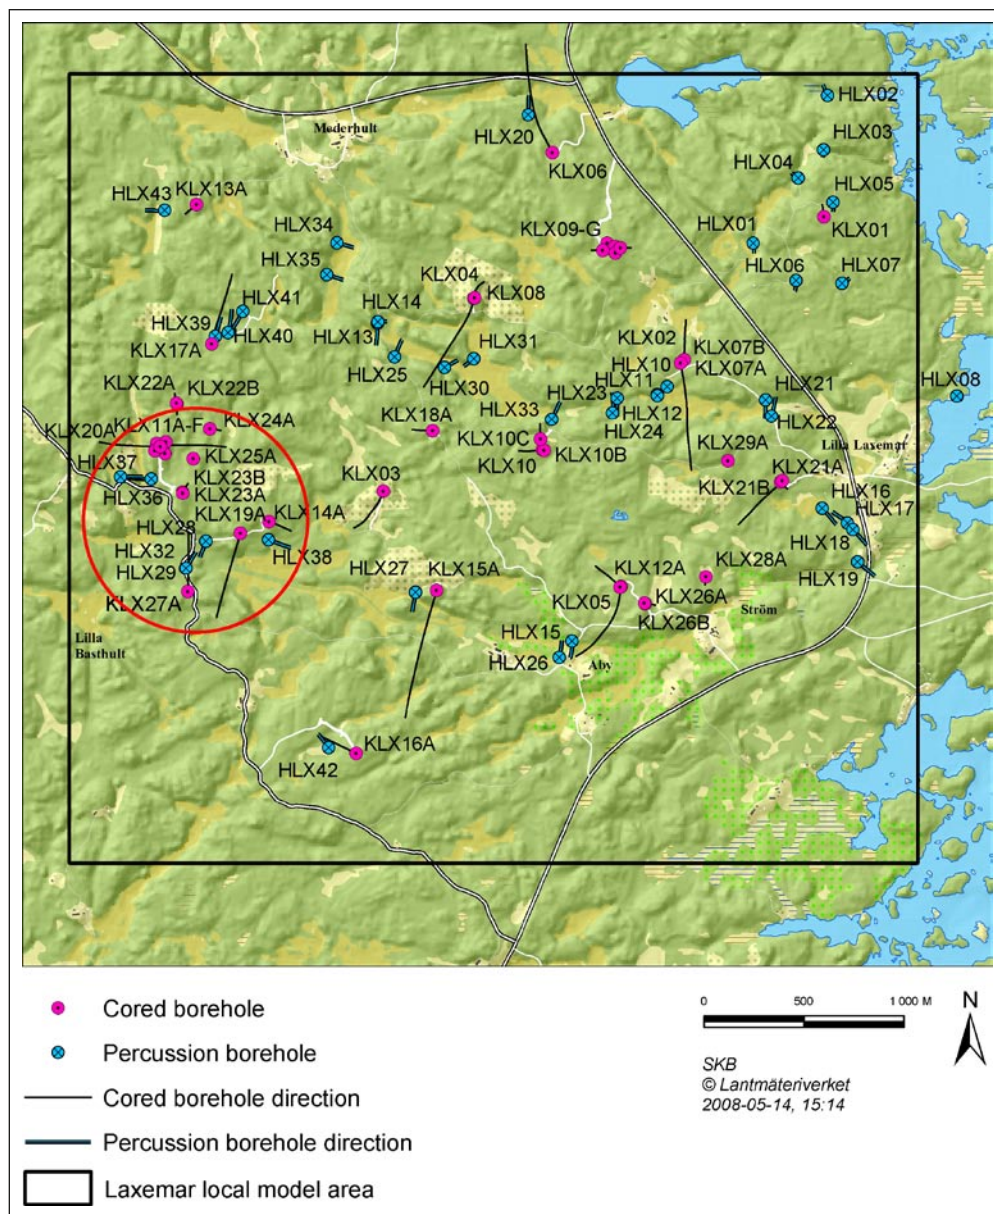 HLX02
HLX20
Mederhult
HLX03
KLX06
HLX04
HLX05
HLX43
KLX13A
KLX01
HLX34
KLX09-G
HLX01
HLX35
KLX04
HLX06
HLX07
KLX08
HLX41
HLX14
HLX39
HLX40
HLX13
KLX02
KLX17A
HLX31
KLX07B
HLX25
HLX10
KLX07A
HLX30
HLX11
KLX22A
KLX22B
HLX23
HLX21
HLX08
HLX33
HLX12
KLX20A
KLX11A-F
KLX24A
KLX18A
HLX24
HLX22
Lilla Laxemar
KLX10C
KLX29A
HLX37
KLX25A
KLX10
KLX10B
KLX23B
KLX03
KLX21A
HLX36
KLX23A
KLX21B
HLX16
KLX19A
KLX14A
HLX17
HLX28
HLX18
HLX32
HLX38
KLX28A
HLX29
HLX27
KLX15A
KLX12A
HLX19
KLX27A
KLX05
KLX26A
Ström
KLX26B
Lilla
Basthult
HLX15
HLX26
Äby
KLX16A
HLX42
Cored borehole
Percussion borehole
Cored borehole direction
Percussion borehole direction
Laxemar local model area
0 500 1 000 M
N
SKB
© Lantmäteriverket
2008-05-14, 15:14